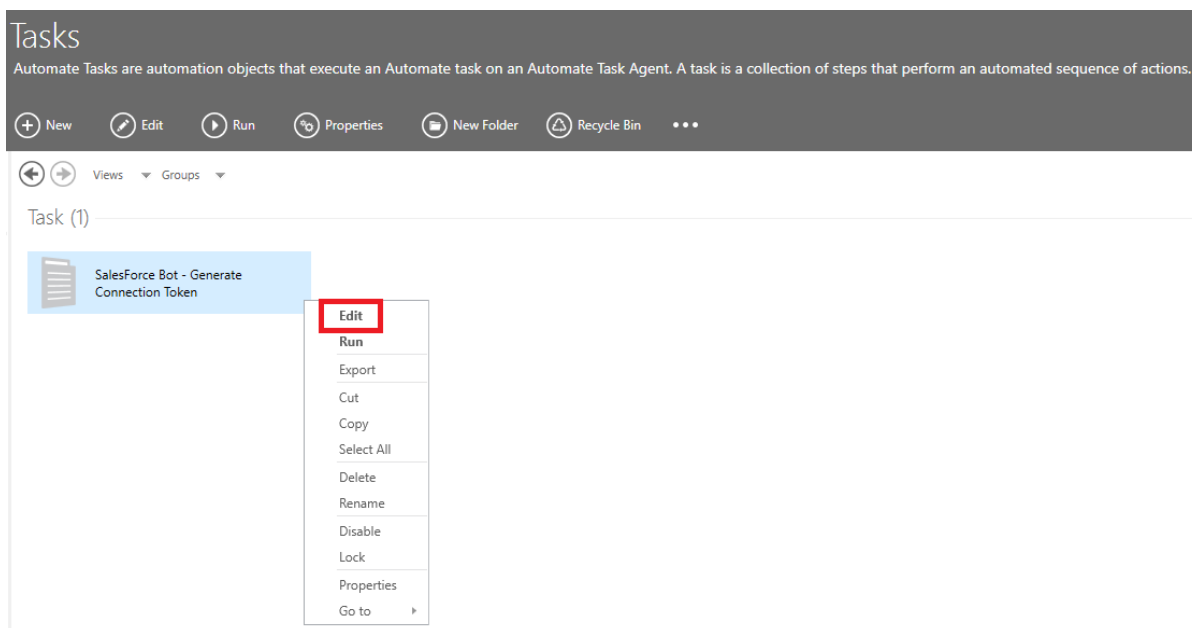 Tasks
Automate Tasks are automation objects that execute an Automate task on an Automate Task Agent. A task is a collection of steps that perform an automated sequence of actions.
New Edit Run Properties New Folder Recycle Bin •••
Views Groups
Task (1)
SalesForce Bot - Generate
Connection Token
Edit
Run
Export
Cut
Copy
Select All
Delete
Rename
Disable
Lock
Properties
Go to